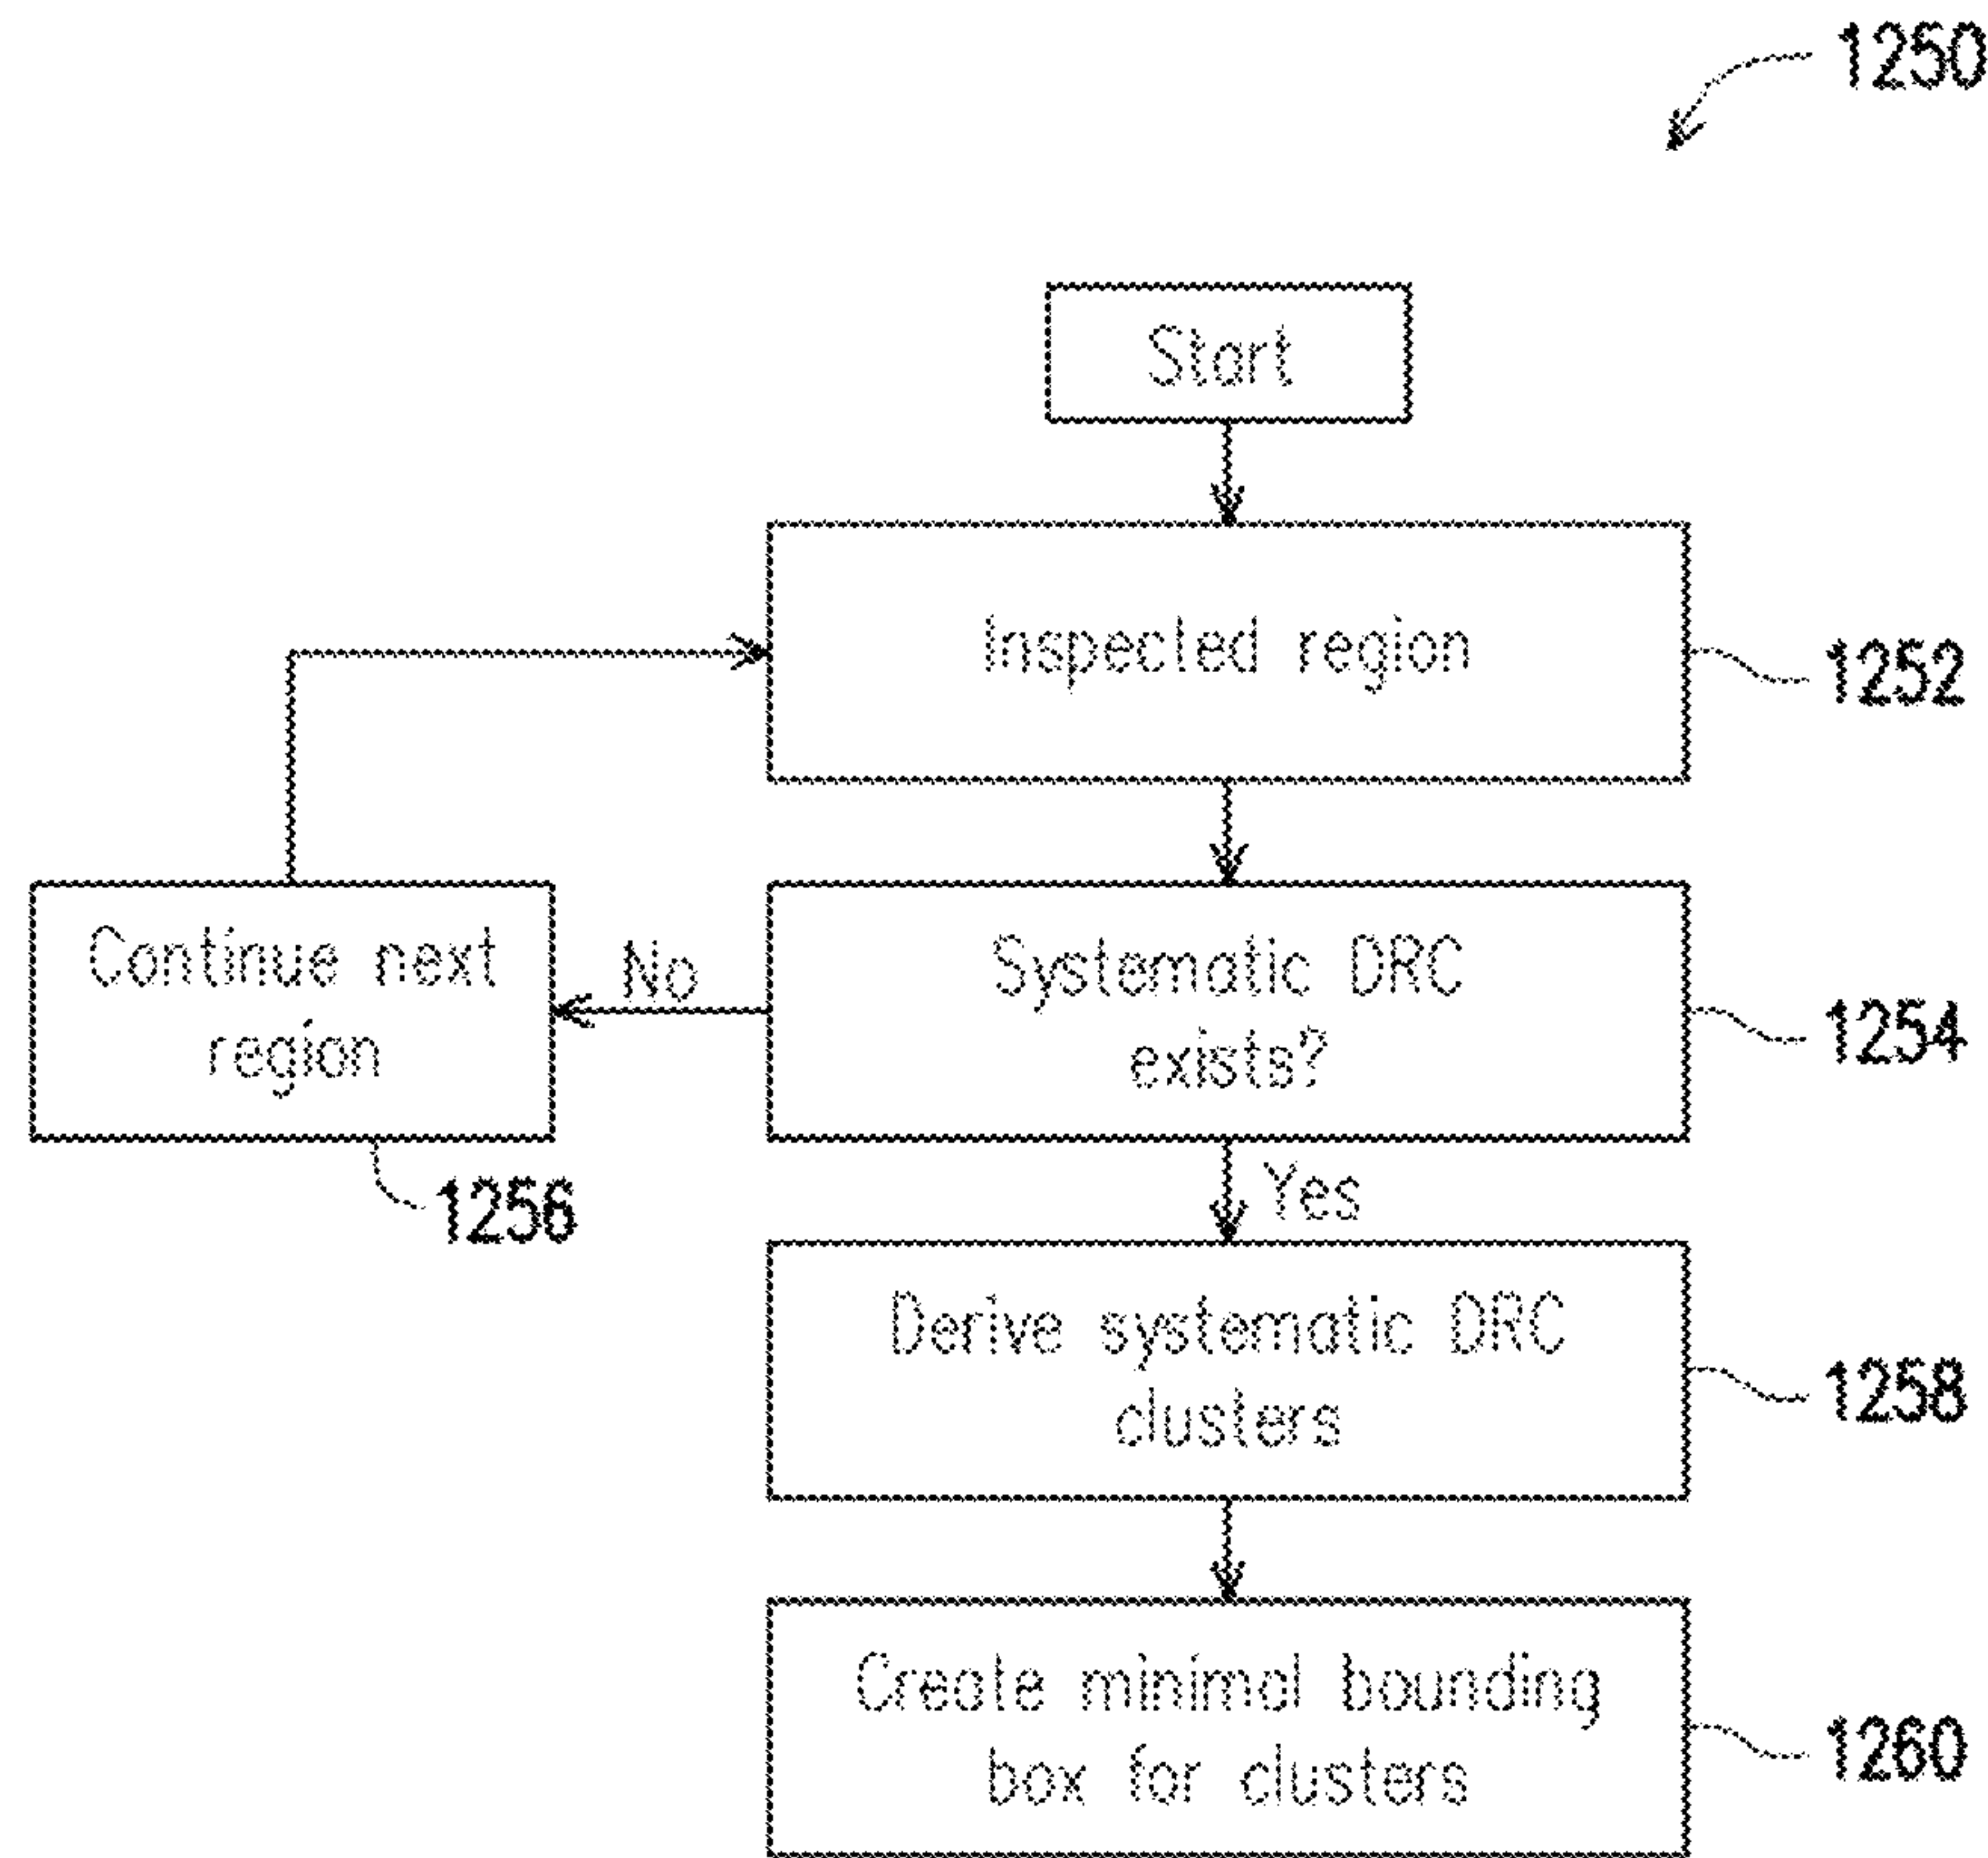 1250
Start
Inspected region
1252
Continue next
region
1256
No
Systematic DRC
exists?
1254
Yes
Derive systematic DRC
clusters
1258
Create minimal bounding
box for clusters
1260